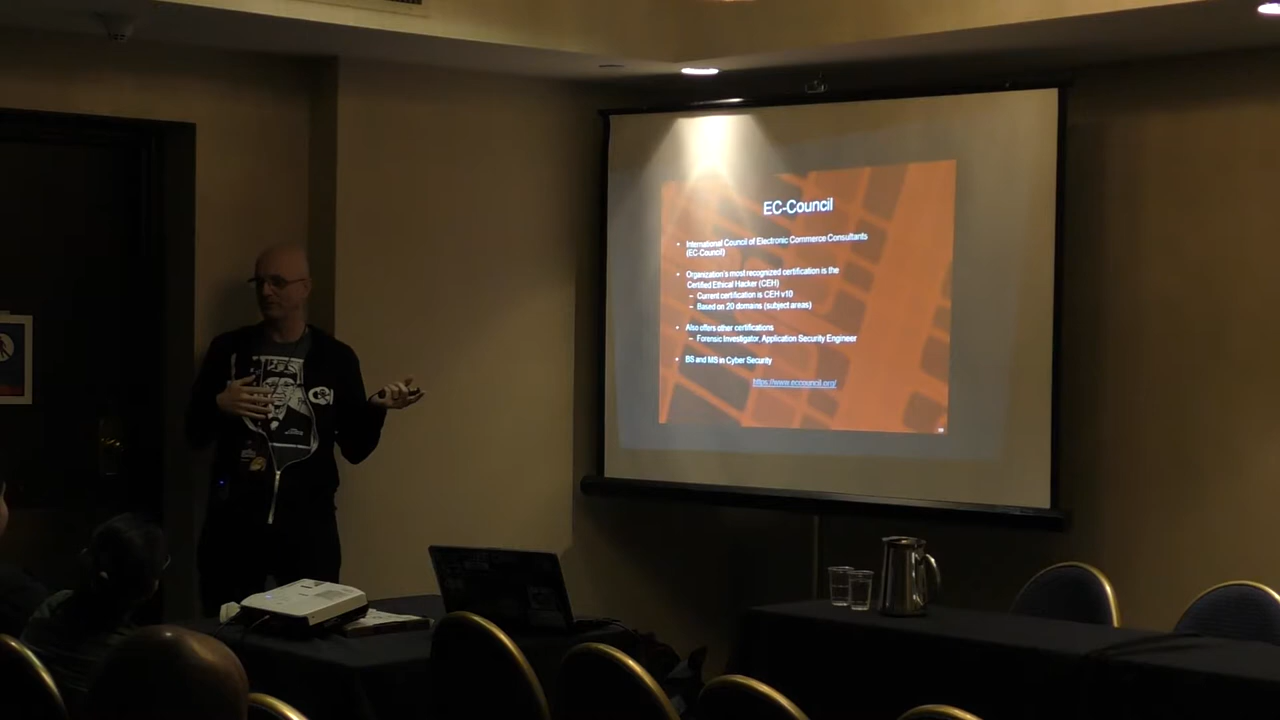 EC-Council
• International Council of Electronic Commerce Consultants
(EC-Council)
• Organization's most recognized certification is the
Certified Ethical Hacker (CEH)
– Current certification is CEH v10
– Based on 20 domains (subject areas)
• Also offers other certifications
– Forensic Investigator, Application Security Engineer
• BS and MS in Cyber Security
https://www.eccouncil.org/